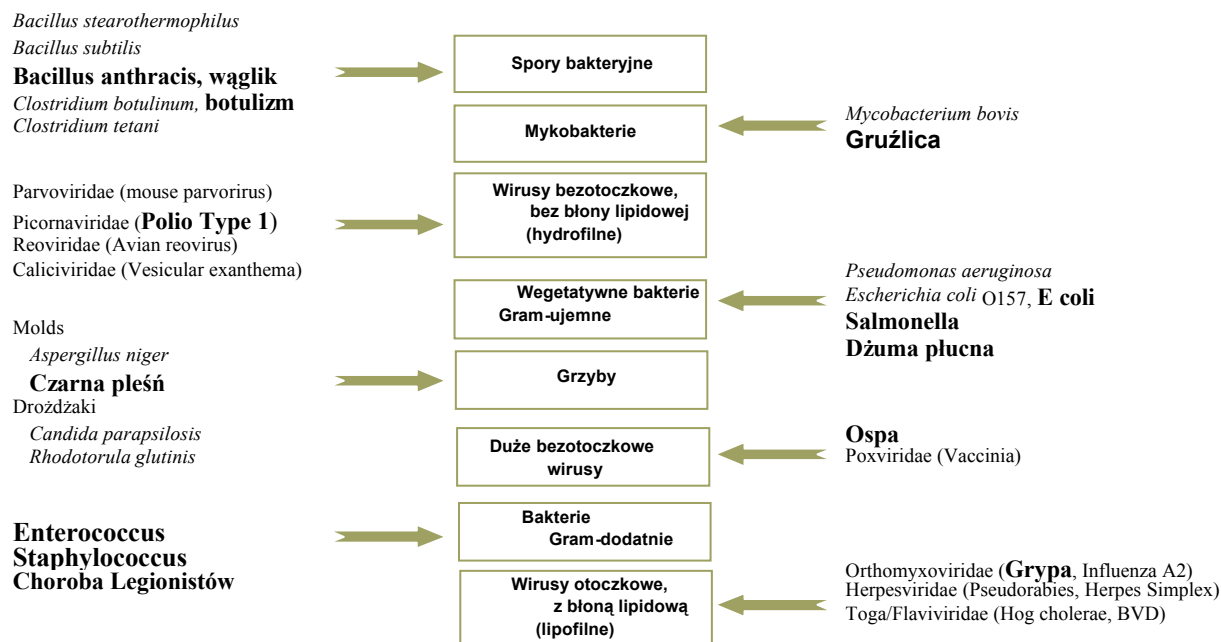 Bacillus stearothermophilus
Bacillus subtilis
Bacillus anthracis, wąglik
Clostridium botulinum, botulizm
Clostridium tetani
Spory bakteryjne
Mykobakterie
Mycobacterium bovis
Gruźlica
Parvoviridae (mouse parvorirus)
Picornaviridae (Polio Type 1)
Reoviridae (Avian reovirus)
Caliciviridae (Vesicular exanthema)
Wirusy bezotoczkowe,
bez błony lipidowej
(hydrofilne)
Wegetatywne bakterie
Gram-ujemne
Pseudomonas aeruginosa
Escherichia coli O157, E coli
Salmonella
Dżuma płucna
Molds
Aspergillus niger
Czarna pleśń
Drożdżaki
Candida parapsilosis
Rhodotorula glutinis
Grzyby
Duże bezotoczkowe
wirusy
Ospa
Poxviridae (Vaccinia)
Enterococcus
Staphylococcus
Choroba Legionistów
Bakterie
Gram-dodatnie
Wirusy otoczkowe,
z błoną lipidową
(lipofilne)
Orthomyxoviridae (Grypa, Influenza A2)
Herpesviridae (Pseudorabies, Herpes Simplex)
Toga/Flaviviridae (Hog cholerae, BVD)